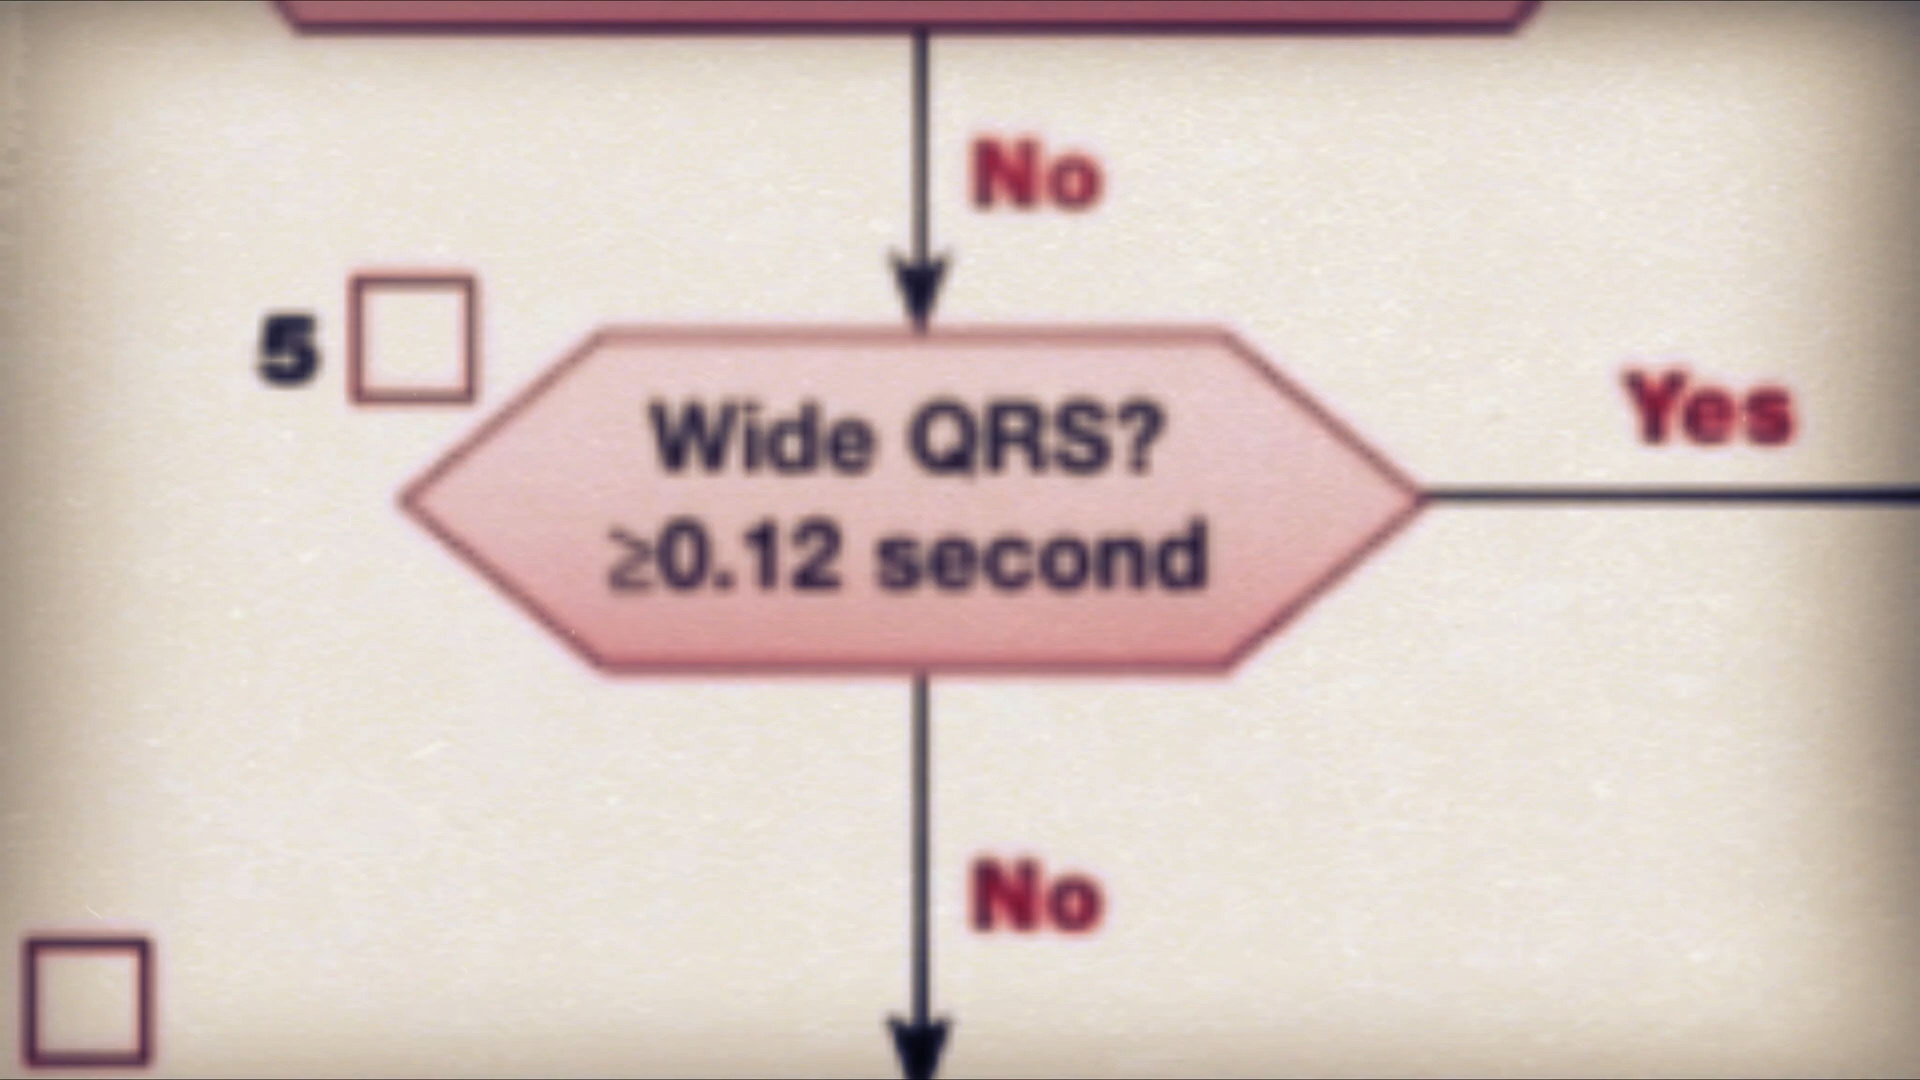 No
5
Yes
Wide QRS?
≥0.12 second
No